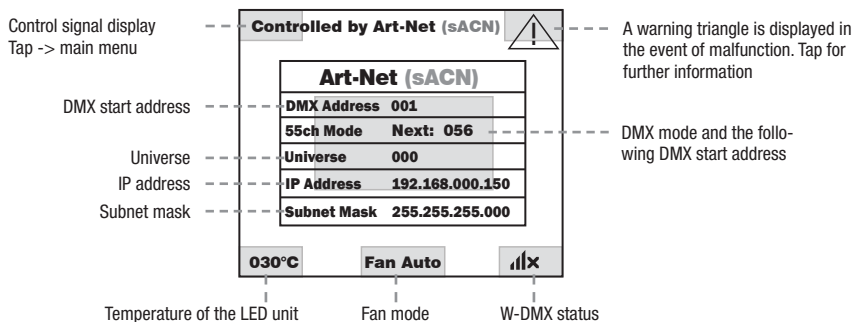 Control signal display
Tap -> main menu
Controlled by Art-Net (sACN)
A warning triangle is displayed in
the event of malfunction. Tap for
further information
Art-Net (sACN)
DMX start address
DMX Address 001
55ch Mode Next: 056
DMX mode and the follo-
wing DMX start address
Universe
Universe 000
IP address
IP Address 192.168.000.150
Subnet mask
Subnet Mask 255.255.255.000
030°C
Fan Auto
Temperature of the LED unit
Fan mode
W-DMX status